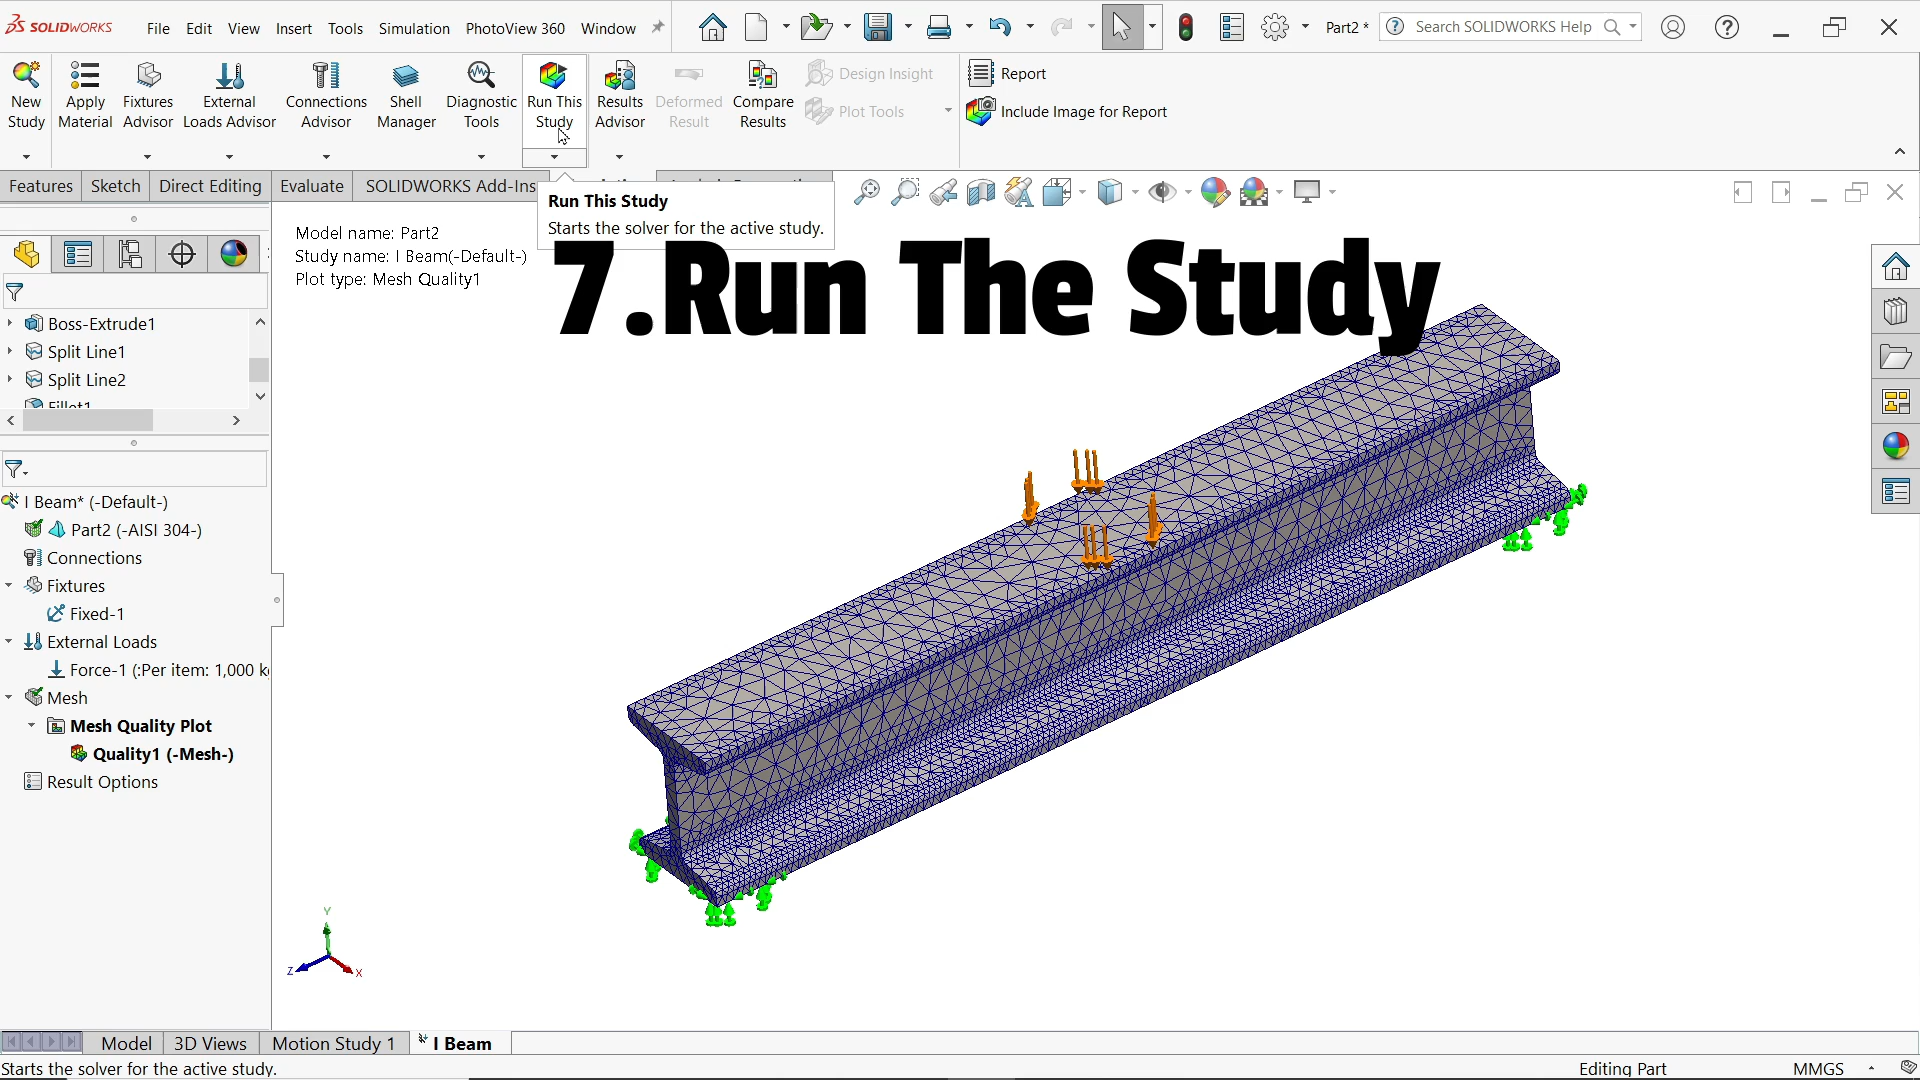 SOLIDWORKS File Edit View Insert Tools Simulation PhotoView 360 Window Part2 * Search SOLIDWORKS Help
New Study
Apply Material
Fixtures Advisor
External Loads Advisor
Connections Advisor
Shell Manager
Diagnostic Tools
Run This Study
Results Advisor
Deformed Result
Compare Results
Design Insight
Plot Tools
Report
Include Image for Report
Features Sketch Direct Editing Evaluate SOLIDWORKS Add-Ins
Run This Study
Starts the solver for the active study.
Model name: Part2
Study name: I Beam(-Default-)
Plot type: Mesh Quality1
7.Run The Study
Boss-Extrude1
Split Line1
Split Line2
Fillet1
I Beam* (-Default-)
Part2 (-AISI 304-)
Connections
Fixtures
Fixed-1
External Loads
Force-1 (:Per item: 1,000 k
Mesh
Mesh Quality Plot
Quality1 (-Mesh-)
Result Options
Y
Z
X
Model 3D Views Motion Study 1 I Beam
Starts the solver for the active study. Editing Part MMGS